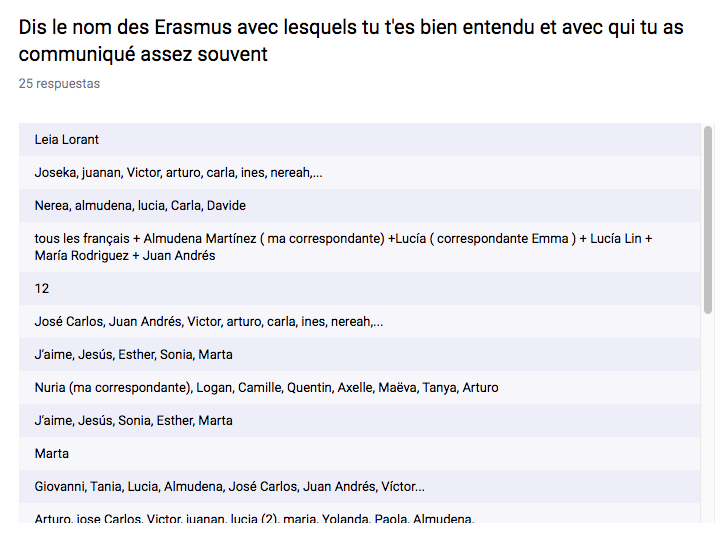 Dis le nom des Erasmus avec lesquels tu t'es bien entendu et avec qui tu as
communiqué assez souvent
25 respuestas
Leia Lorant
Joseka, juanan, Victor, arturo, carla, ines, nereah,...
Nerea, almudena, lucia, Carla, Davide
tous les français + Almudena Martínez ( ma correspondante) +Lucía ( correspondante Emma ) + Lucía Lin +
María Rodriguez + Juan Andrés
12
José Carlos, Juan Andrés, Victor, arturo, carla, ines, nereah,...
J'aime, Jesús, Esther, Sonia, Marta
Nuria (ma correspondante), Logan, Camille, Quentin, Axelle, Maëva, Tanya, Arturo
J'aime, Jesús, Sonia, Esther, Marta
Marta
Giovanni, Tania, Lucia, Almudena, José Carlos, Juan Andrés, Víctor...
Arturo, jose Carlos, Victor, juanan, lucia (2), maria, Yolanda, Paola, Almudena,